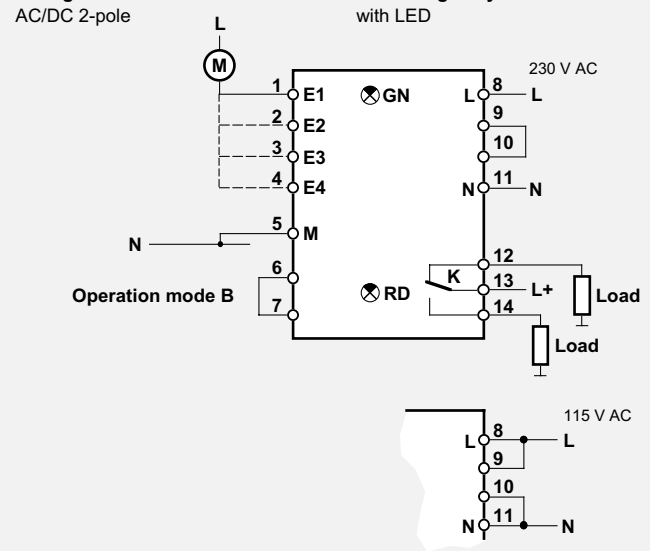 AC/DC 2-pole
with LED
L
M
230 V AC
1 E1
GN
L 8 L
2 E2
9
3 E3
10
4 E4
N 11 N
5 M
N
12
6
K
13 L+
Load
Operation mode B
RD
7
14
Load
115 V AC
L 8 L
9
10
N 11 N